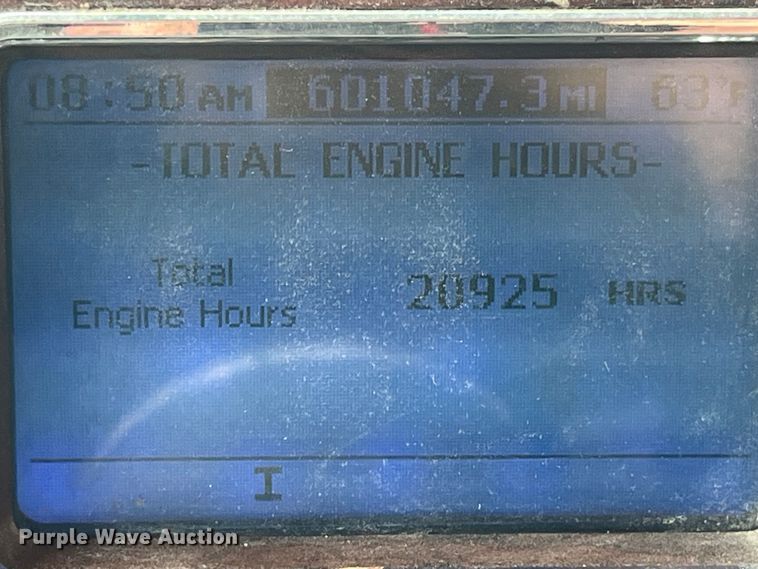 08:50 AM 601047.3 MI 63°F
-TOTAL ENGINE HOURS-
Total
Engine Hours 20925 HRS
I
Purple Wave Auction